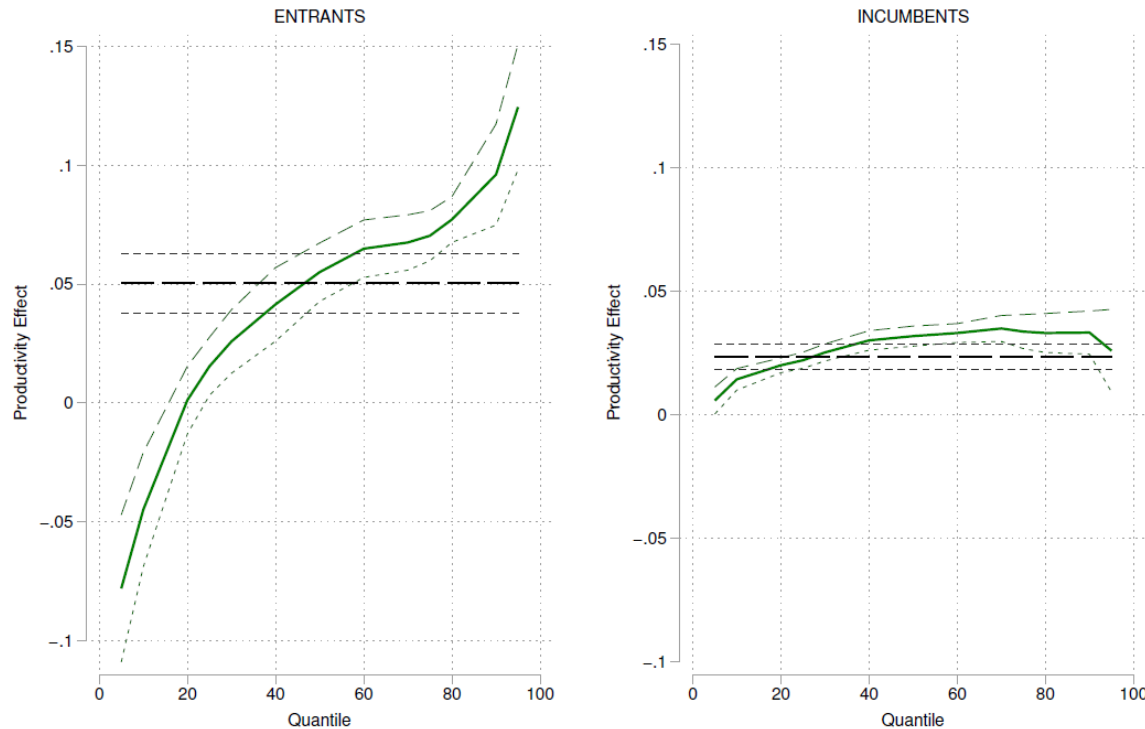 ENTRANTS
.15
.1
.05
0
-.05
-.1
Productivity Effect
0 20 40 60 80 100
Quantile
INCUMBENTS
.15
.1
.05
0
-.05
-.1
Productivity Effect
0 20 40 60 80 100
Quantile